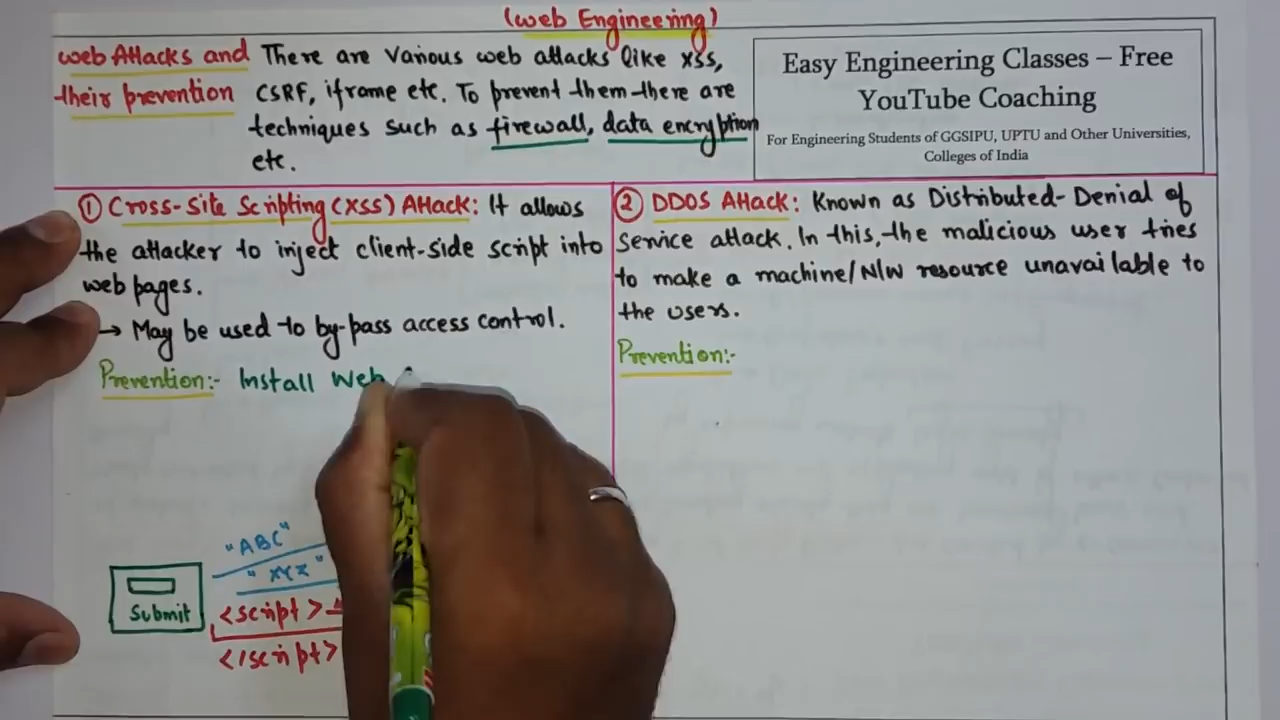 (Web Engineering)
Web Attacks and
their prevention
There are Various web attacks like XSS,
CSRF, iframe etc. To prevent them there are
techniques such as firewall, data encryption
etc.
Easy Engineering Classes – Free
YouTube Coaching
For Engineering Students of GGSIPU, UPTU and Other Universities,
Colleges of India
① Cross-Site Scripting (XSS) Attack: It allows
the attacker to inject client-side script into
web pages.
→ May be used to by-pass access control.
Prevention:- Install Web
"ABC"
"XYZ"
Submit
<script>
</script>
② DDOS Attack: Known as Distributed-Denial of
Service attack. In this, the malicious user tries
to make a machine/N/W resource unavailable to
the users.
Prevention:-